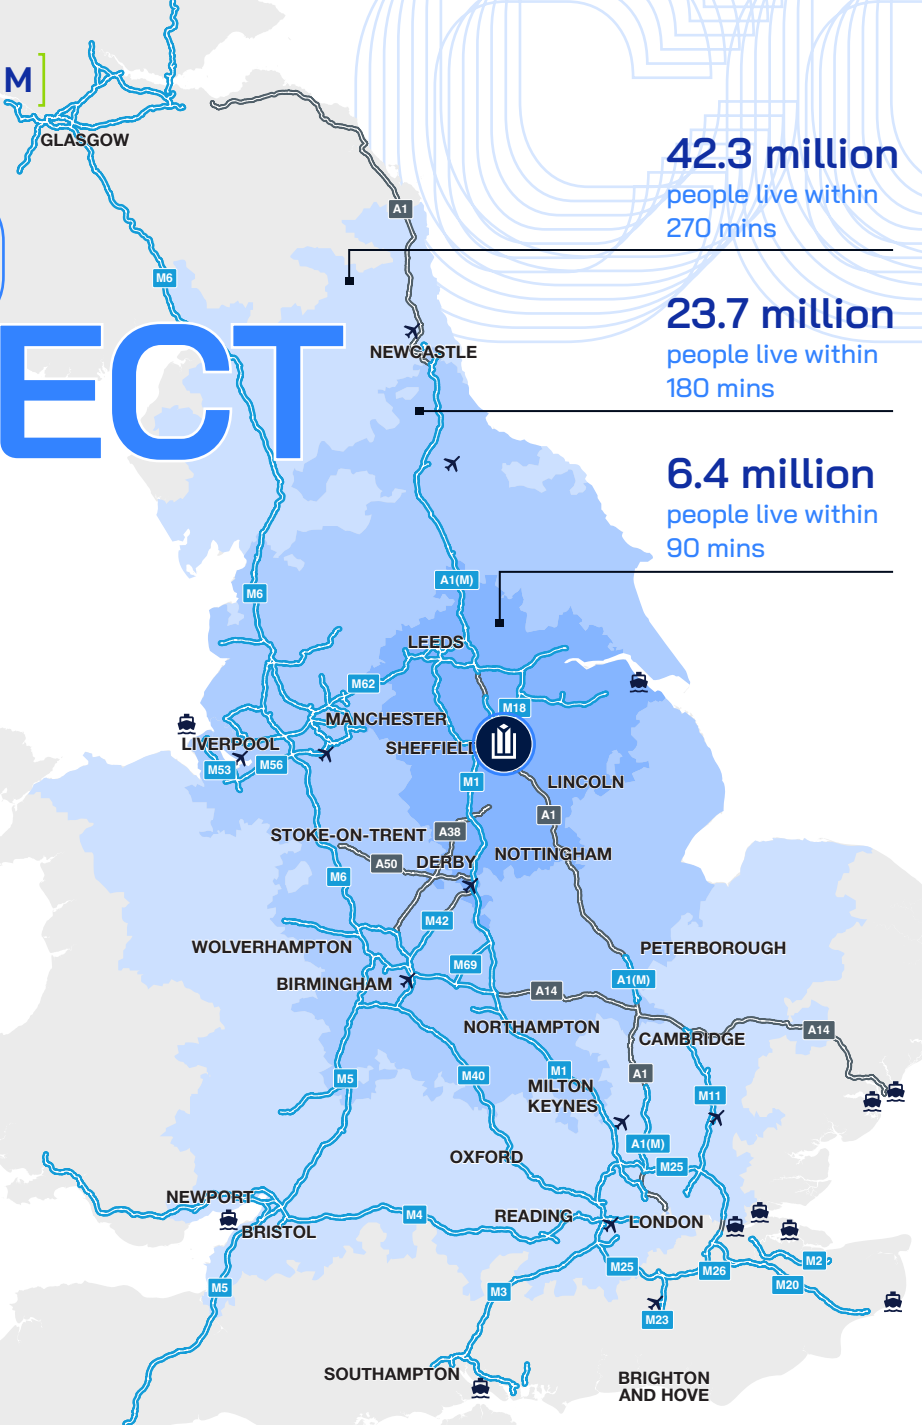 M]
GLASGOW
42.3 million
people live within
270 mins
A1
M6
ECT
23.7 million
people live within
180 mins
NEWCASTLE
6.4 million
people live within
90 mins
A1(M)
M6
LEEDS
M62
M18
MANCHESTER
LIVERPOOL
SHEFFIEL
M53
M56
M1
LINCOLN
A1
STOKE-ON-TRENT
A38
A50
DERBY
NOTTINGHAM
M6
M42
WOLVERHAMPTON
PETERBOROUGH
M69
A1(M)
BIRMINGHAM
A14
NORTHAMPTON
CAMBRIDGE
A14
M5
M40
M1
A1
MILTON
KEYNES
M11
A1(M)
OXFORD
M25
NEWPORT
M4
READING
LONDON
BRISTOL
M2
M25
M26
M20
M5
M3
M23
SOUTHAMPTON
BRIGHTON
AND HOVE